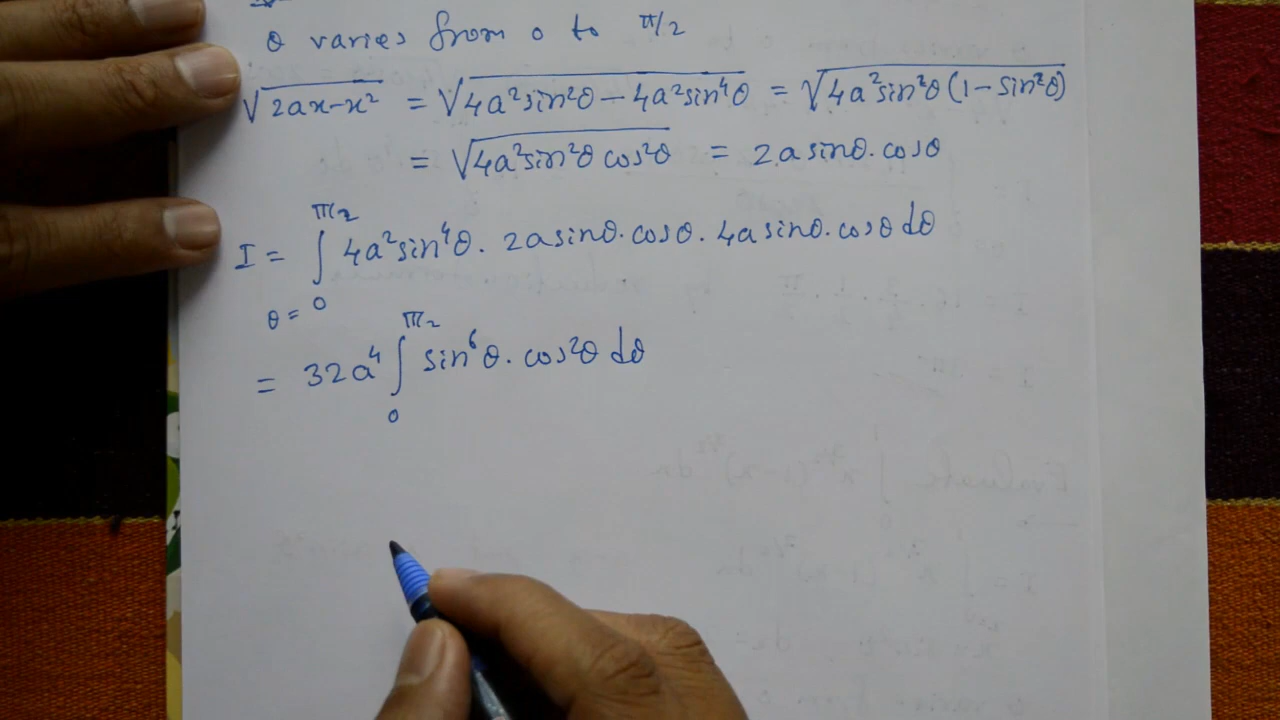 θ varies from 0 to π/2
√(2ax-x²) = √(4a²sin²θ - 4a²sin⁴θ) = √(4a²sin²θ(1-sin²θ))
= √(4a²sin²θ cos²θ) = 2a sinθ.cosθ
I = ∫_{θ=0}^{π/2} 4a²sin⁴θ. 2a sinθ.cosθ. 4a sinθ.cosθ dθ
= 32a⁴ ∫_0^{π/2} sin⁶θ.cos²θ dθ